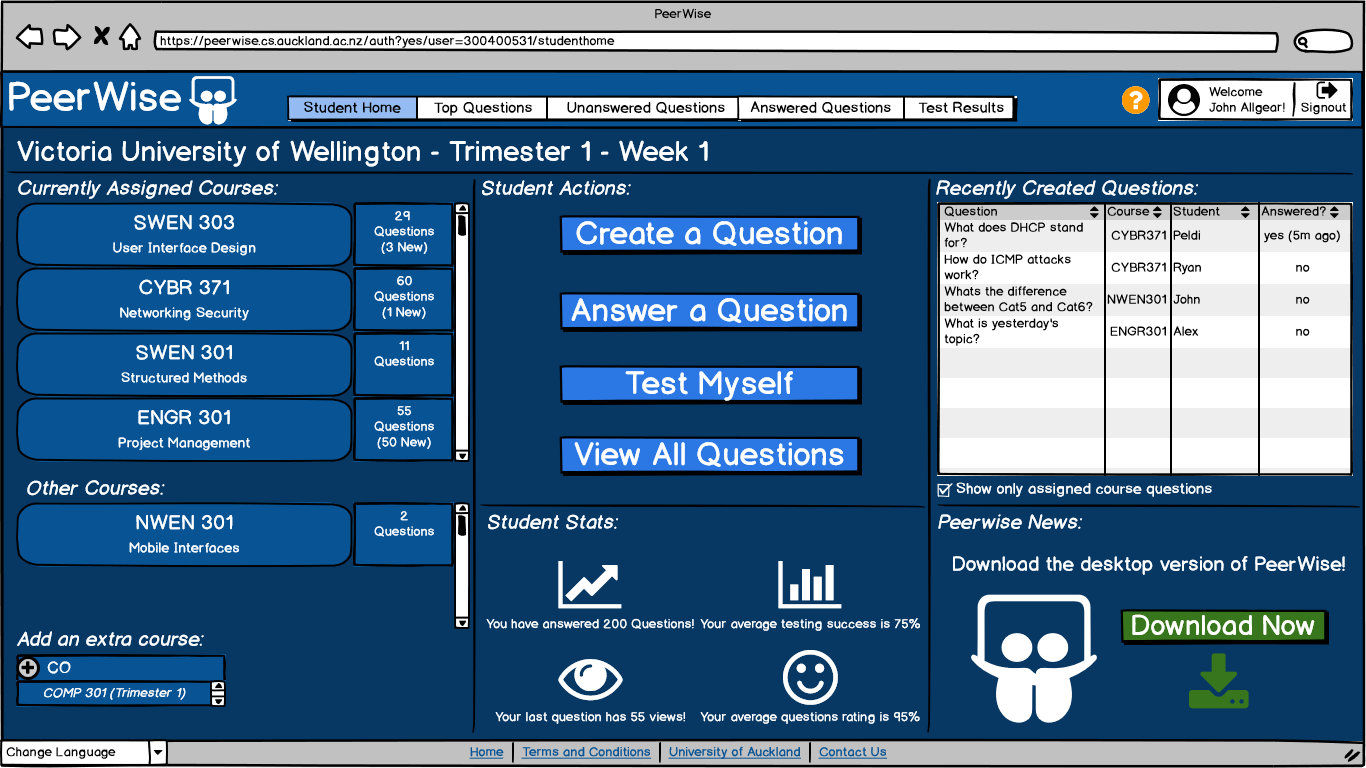 PeerWise
https://peerwise.cs.auckland.ac.nz/auth?yes/user=300400531/studenthome
PeerWise
Student Home
Top Questions
Unanswered Questions
Answered Questions
Test Results
?
Welcome
John Allgear!
Signout
Victoria University of Wellington - Trimester 1 - Week 1
Currently Assigned Courses:
SWEN 303
User Interface Design
29
Questions
(3 New)
CYBR 371
Networking Security
60
Questions
(1 New)
SWEN 301
Structured Methods
11
Questions
ENGR 301
Project Management
55
Questions
(50 New)
Other Courses:
NWEN 301
Mobile Interfaces
2
Questions
Add an extra course:
CO
COMP 301 (Trimester 1)
Student Actions:
Create a Question
Answer a Question
Test Myself
View All Questions
Student Stats:
You have answered 200 Questions!
Your average testing success is 75%
Your last question has 55 views!
Your average questions rating is 95%
Recently Created Questions:
Question Course Student Answered?
What does DHCP stand
for?
CYBR371 Peldi yes (5m ago)
How do ICMP attacks
work?
CYBR371 Ryan no
Whats the difference
between Cat5 and Cat6?
NWEN301 John no
What is yesterday's
topic?
ENGR301 Alex no
Show only assigned course questions
Peerwise News:
Download the desktop version of PeerWise!
Download Now
Change Language
Home
Terms and Conditions
University of Auckland
Contact Us